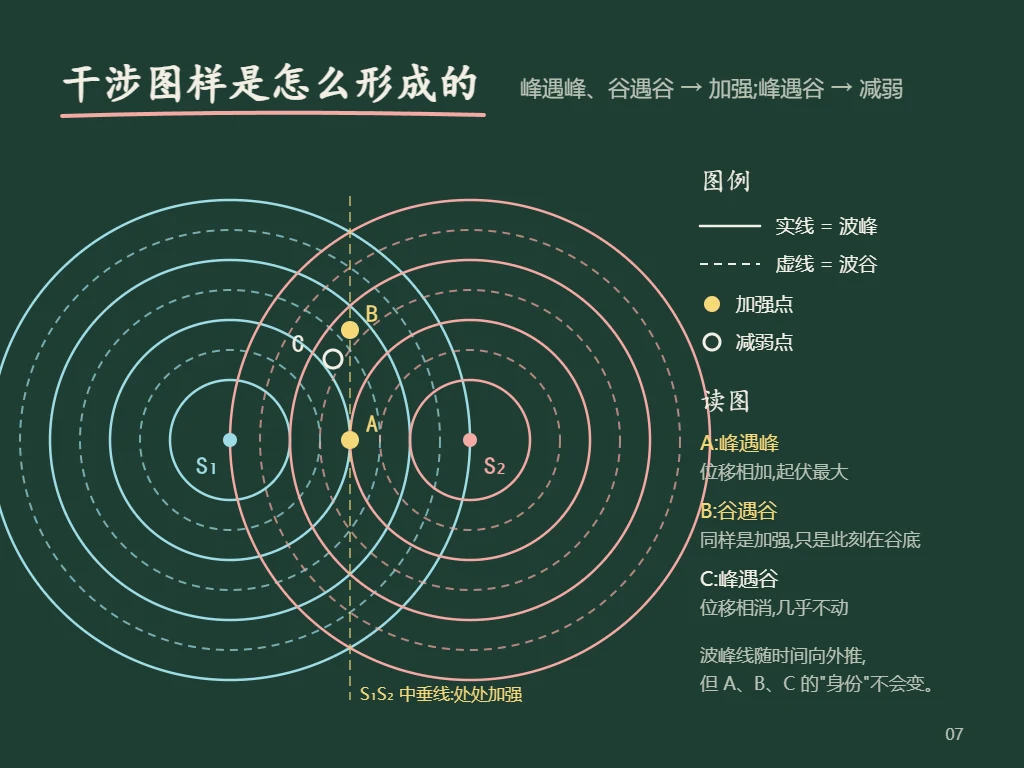 干涉图样是怎么形成的
峰遇峰、谷遇谷 → 加强;峰遇谷 → 减弱
图例
实线 = 波峰
虚线 = 波谷
加强点
减弱点
B
C
A
S₁
S₂
S₁S₂ 中垂线:处处加强
读图
A:峰遇峰
位移相加,起伏最大
B:谷遇谷
同样是加强,只是此刻在谷底
C:峰遇谷
位移相消,几乎不动
波峰线随时间向外推,
但 A、B、C 的"身份"不会变。
07